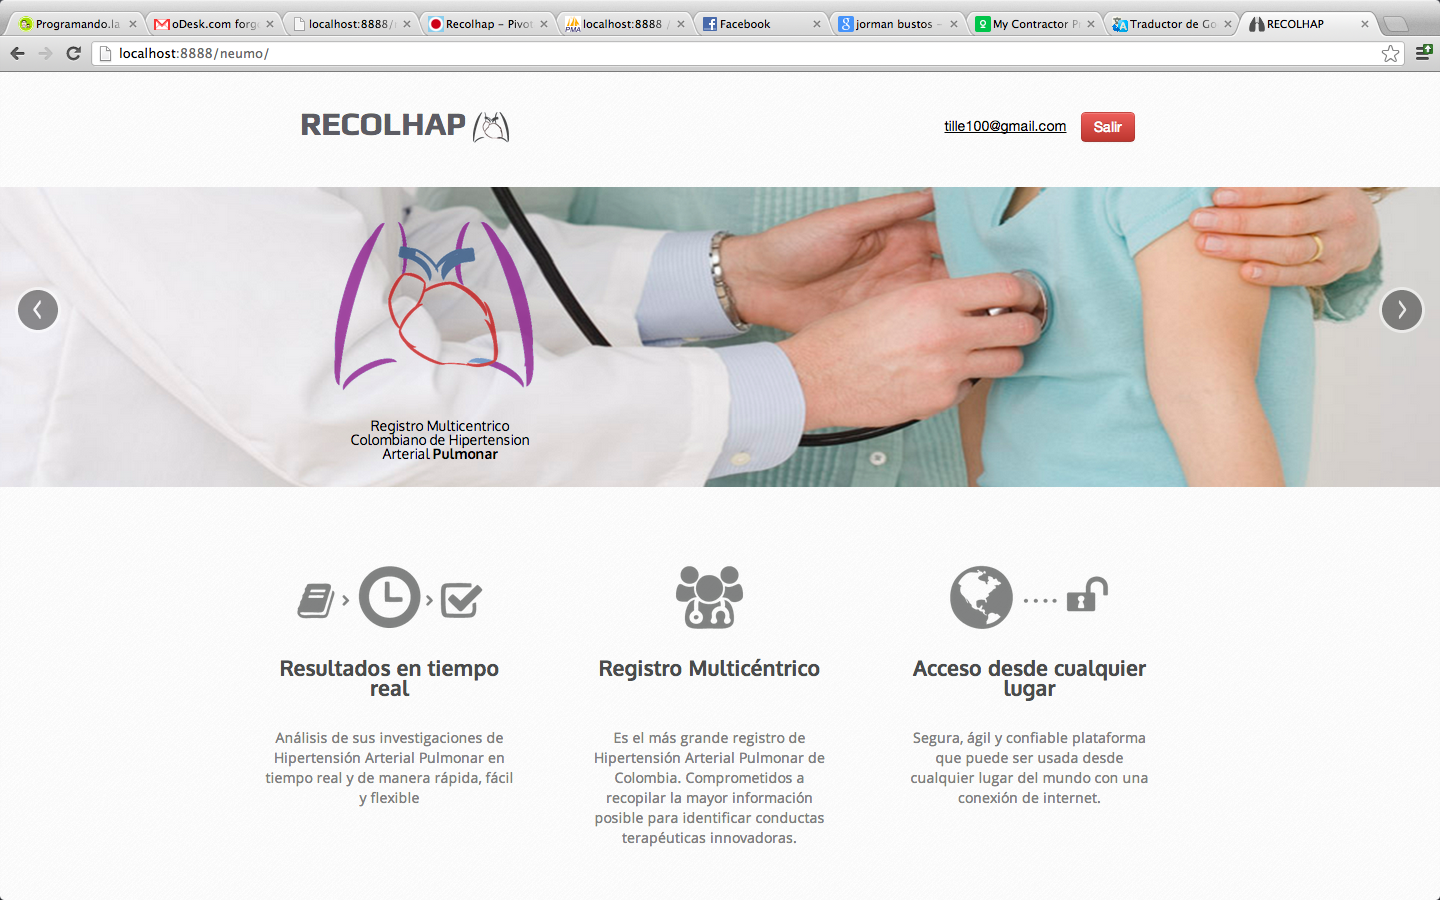 Programando.la
oDesk.com forg
localhost:8888/
Recolhap – Pivot
localhost:8888 /
Facebook
jorman bustos –
My Contractor P
Traductor de Go
RECOLHAP
localhost:8888/neumo/
RECOLHAP
tille100@gmail.com
Salir
Registro Multicentrico
Colombiano de Hipertension
Arterial Pulmonar
Resultados en tiempo
real
Análisis de sus investigaciones de
Hipertensión Arterial Pulmonar en
tiempo real y de manera rápida, fácil
y flexible
Registro Multicéntrico
Es el más grande registro de
Hipertensión Arterial Pulmonar de
Colombia. Comprometidos a
recopilar la mayor información
posible para identificar conductas
terapéuticas innovadoras.
Acceso desde cualquier
lugar
Segura, ágil y confiable plataforma
que puede ser usada desde
cualquier lugar del mundo con una
conexión de internet.